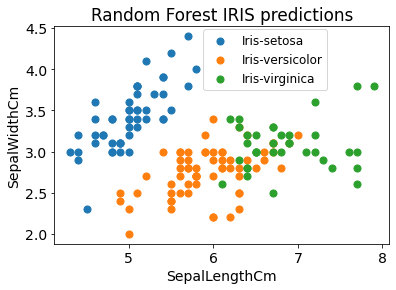 Random Forest IRIS predictions
Iris-setosa
Iris-versicolor
Iris-virginica
4.5
4.0
3.5
3.0
2.5
2.0
SepalWidthCm
5
6
7
8
SepalLengthCm